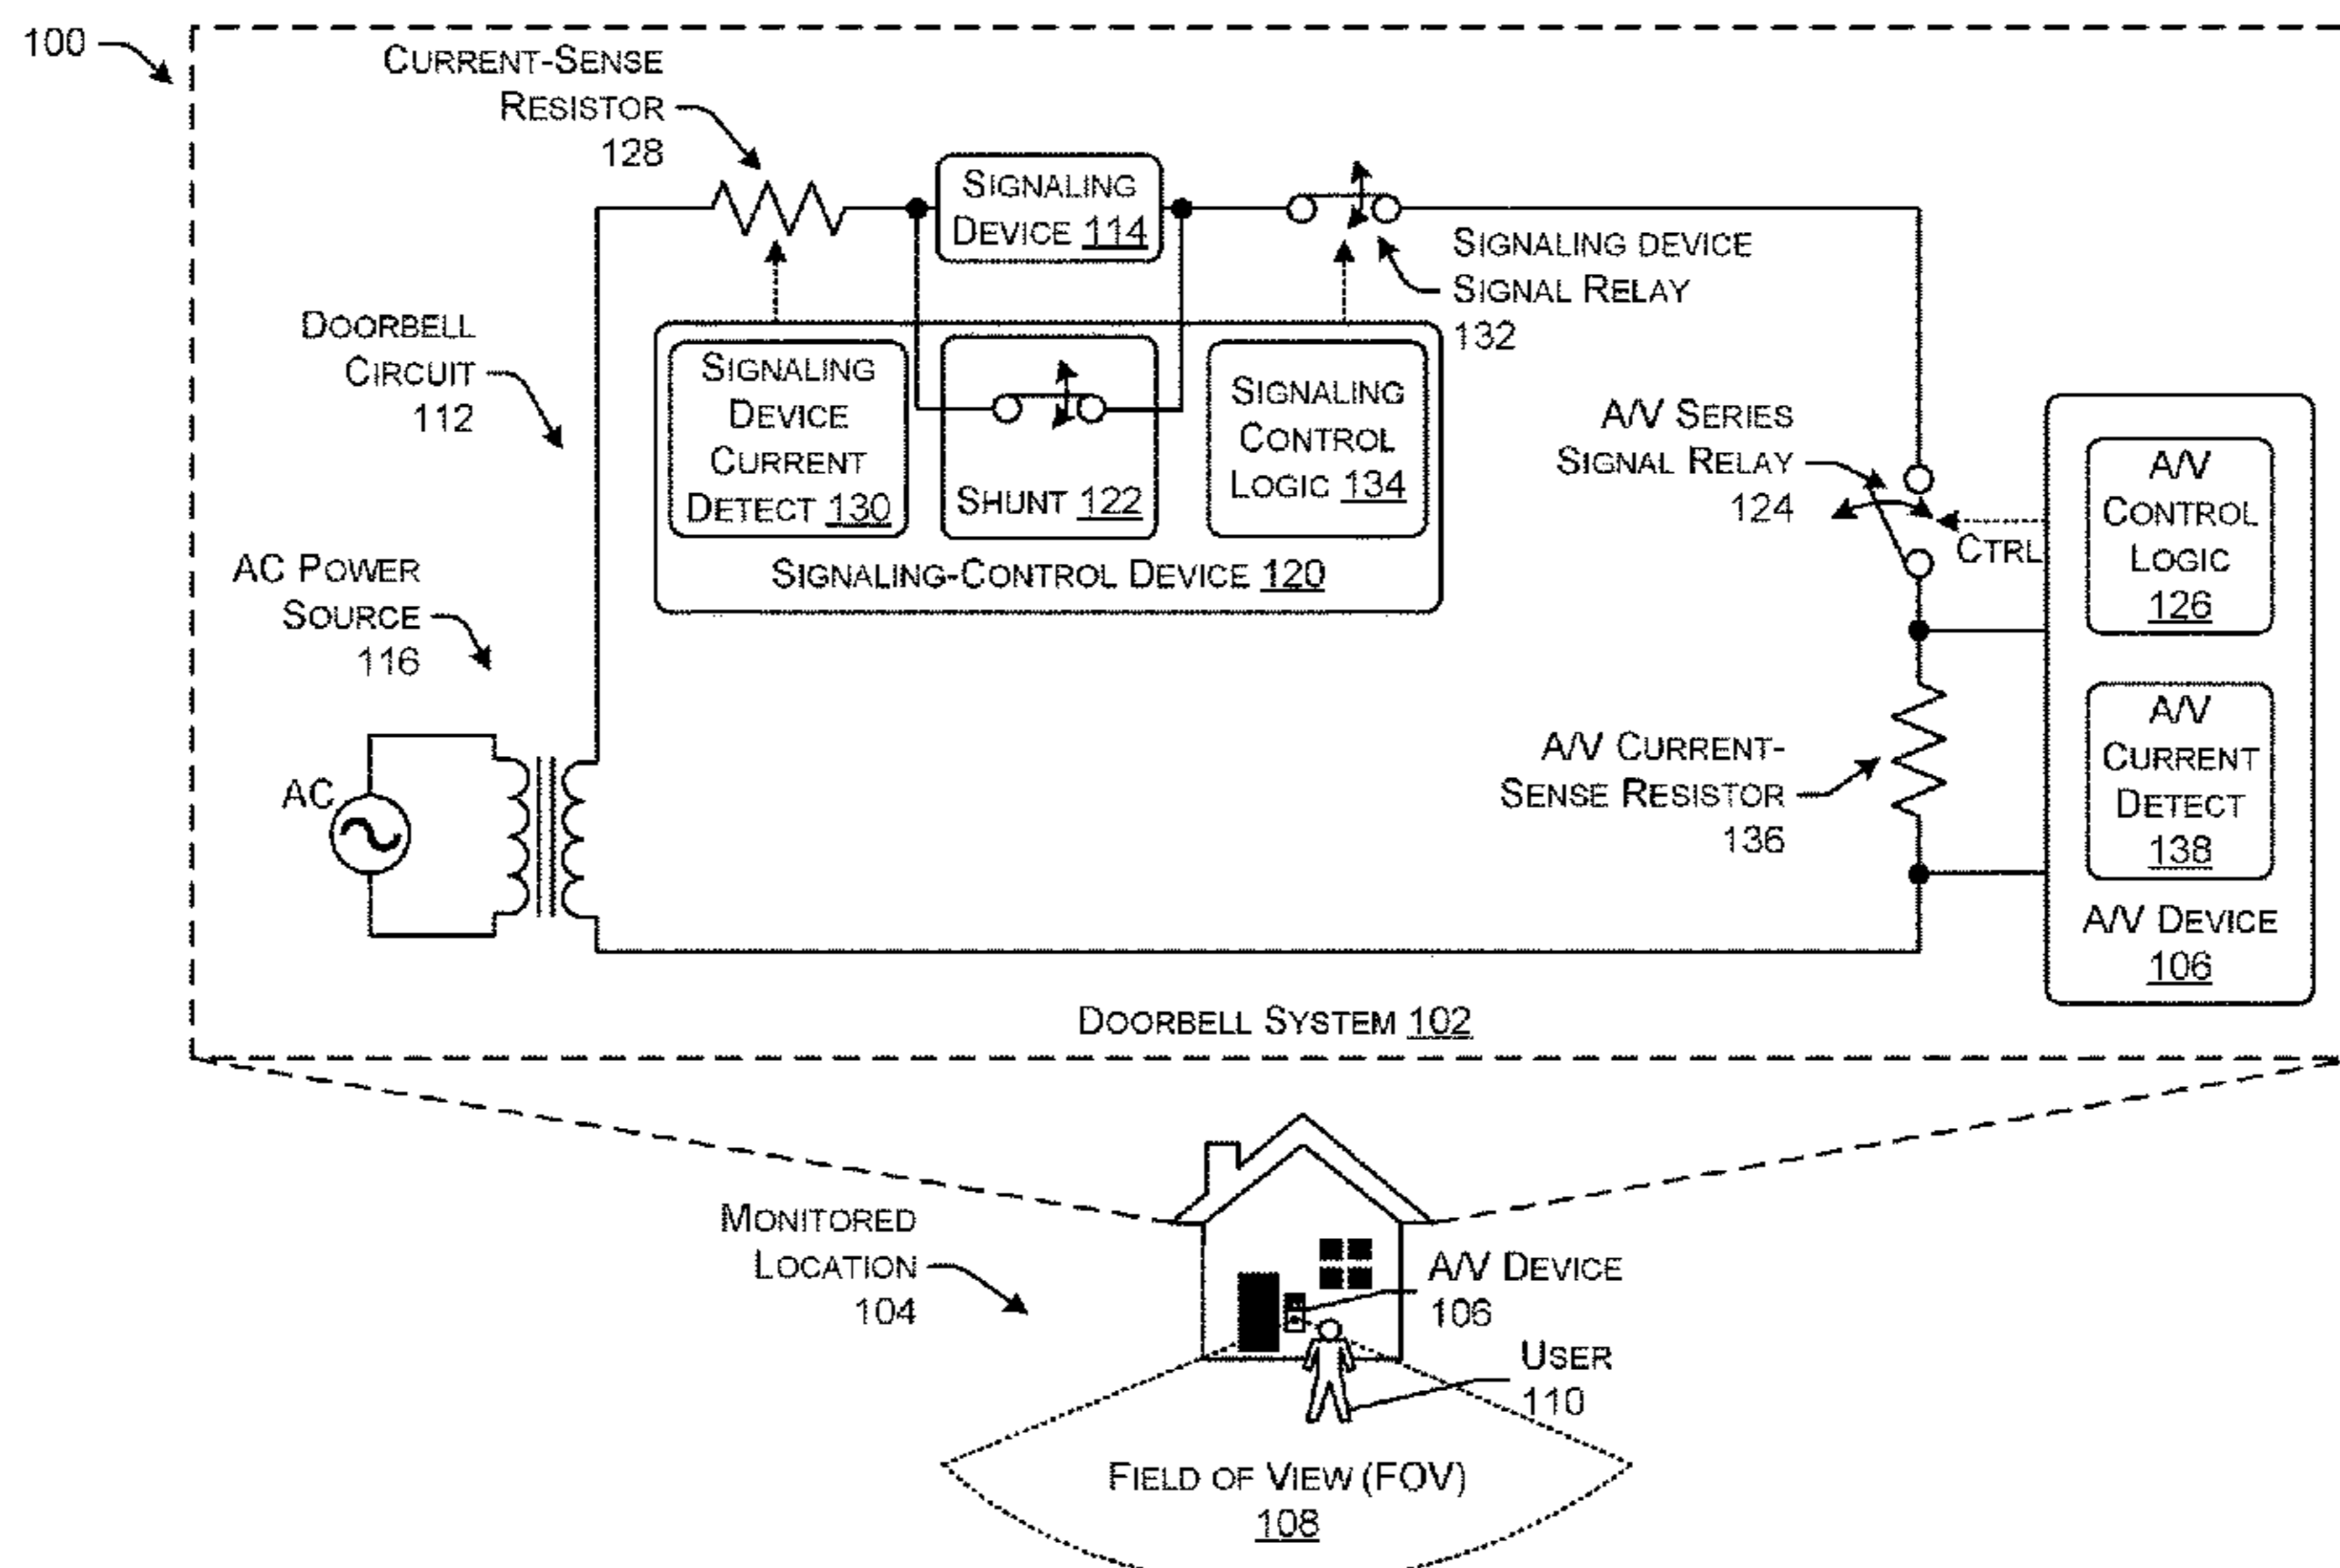 100
CURRENT-SENSE
RESISTOR
128
SIGNALING
DEVICE 114
SIGNALING DEVICE
SIGNAL RELAY
132
DOORBELL
CIRCUIT
112
SIGNALING
DEVICE
CURRENT
DETECT 130
SHUNT 122
SIGNALING
CONTROL
LOGIC 134
SIGNALING-CONTROL DEVICE 120
A/V SERIES
SIGNAL RELAY
124
CTRL
A/V
CONTROL
LOGIC
126
AC POWER
SOURCE
116
AC
A/V CURRENT-
SENSE RESISTOR
136
A/V
CURRENT
DETECT
138
A/V DEVICE
106
DOORBELL SYSTEM 102
MONITORED
LOCATION
104
A/V DEVICE
106
USER
110
FIELD OF VIEW (FOV)
108